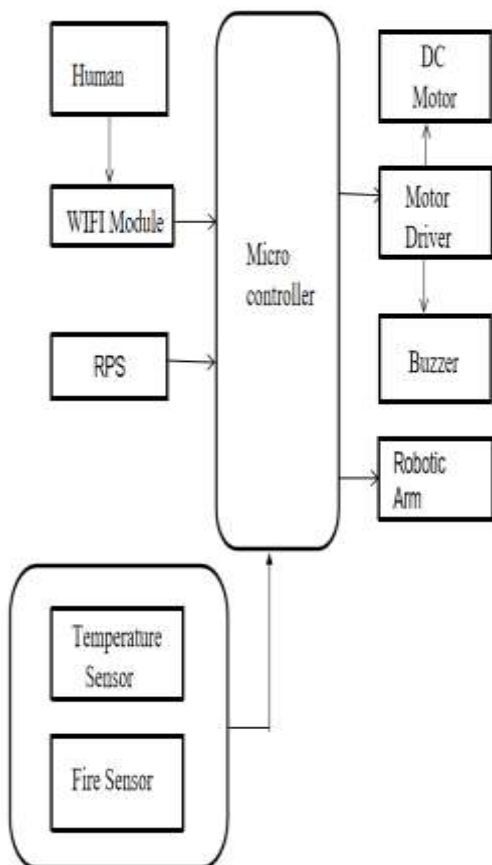 Human
WIFI Module
RPS
Micro
controller
DC
Motor
Motor
Driver
Buzzer
Robotic
Arm
Temperature
Sensor
Fire Sensor